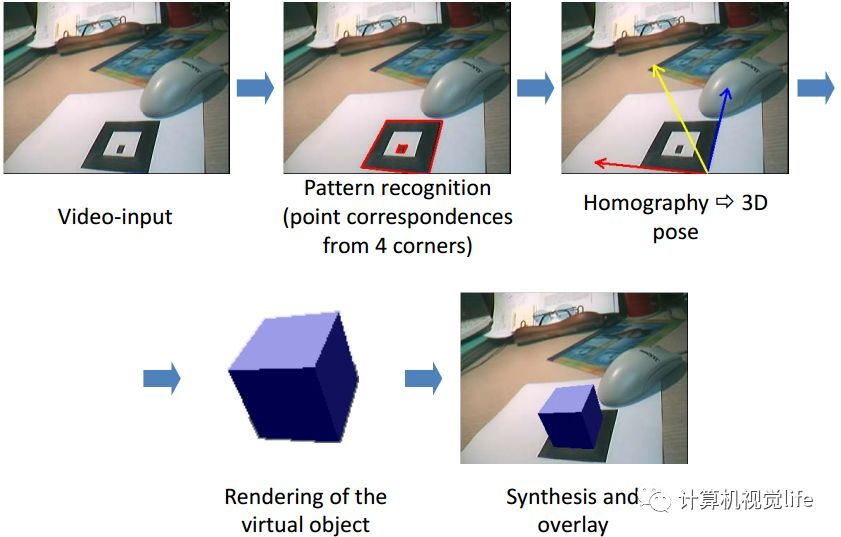 Video-input
Pattern recognition
(point correspondences
from 4 corners)
Homography ⇨ 3D
pose
Rendering of the
virtual object
Synthesis and
overlay
计算机视觉life